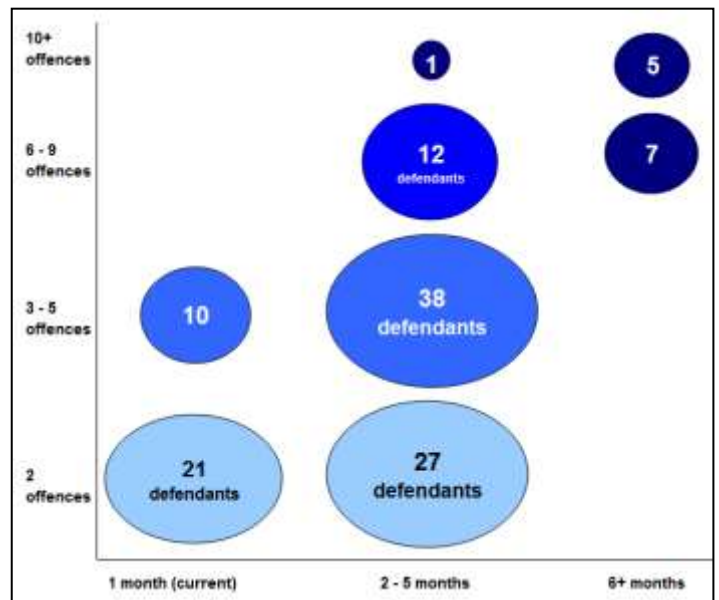 10+
offences
1
5
6 - 9
offences
12
defendants
7
3 - 5
offences
10
38
defendants
2
offences
21
defendants
27
defendants
1 month (current)
2 - 5 months
6+ months